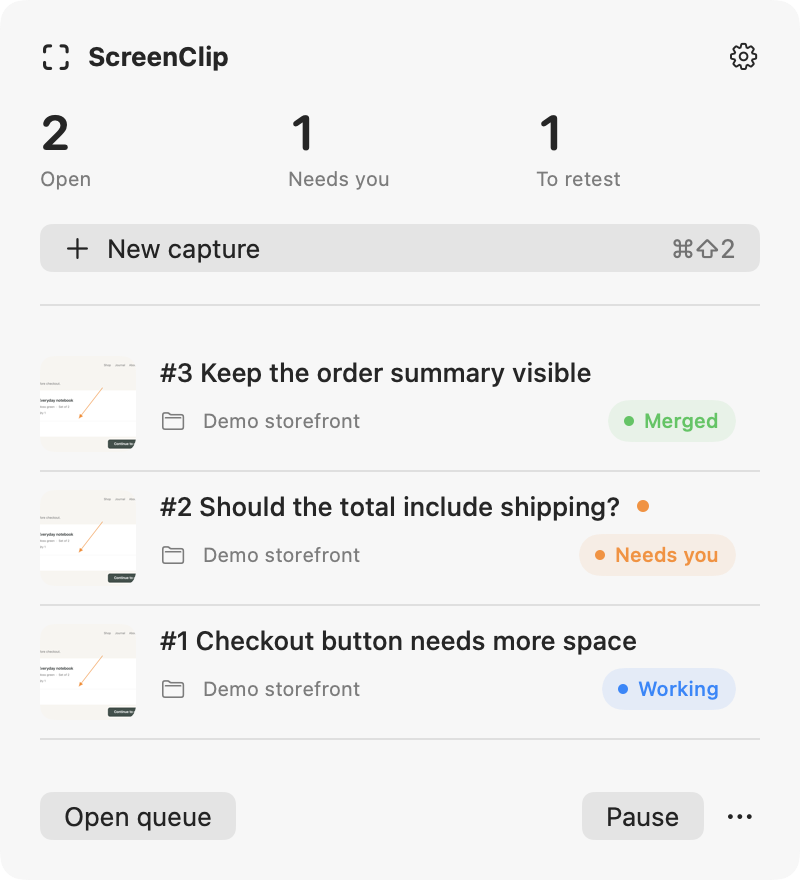 ScreenClip
2
1
1
Open
Needs you
To retest
New capture
⌘⇧2
#3 Keep the order summary visible
Demo storefront
Merged
#2 Should the total include shipping?
Demo storefront
Needs you
#1 Checkout button needs more space
Demo storefront
Working
Open queue
Pause